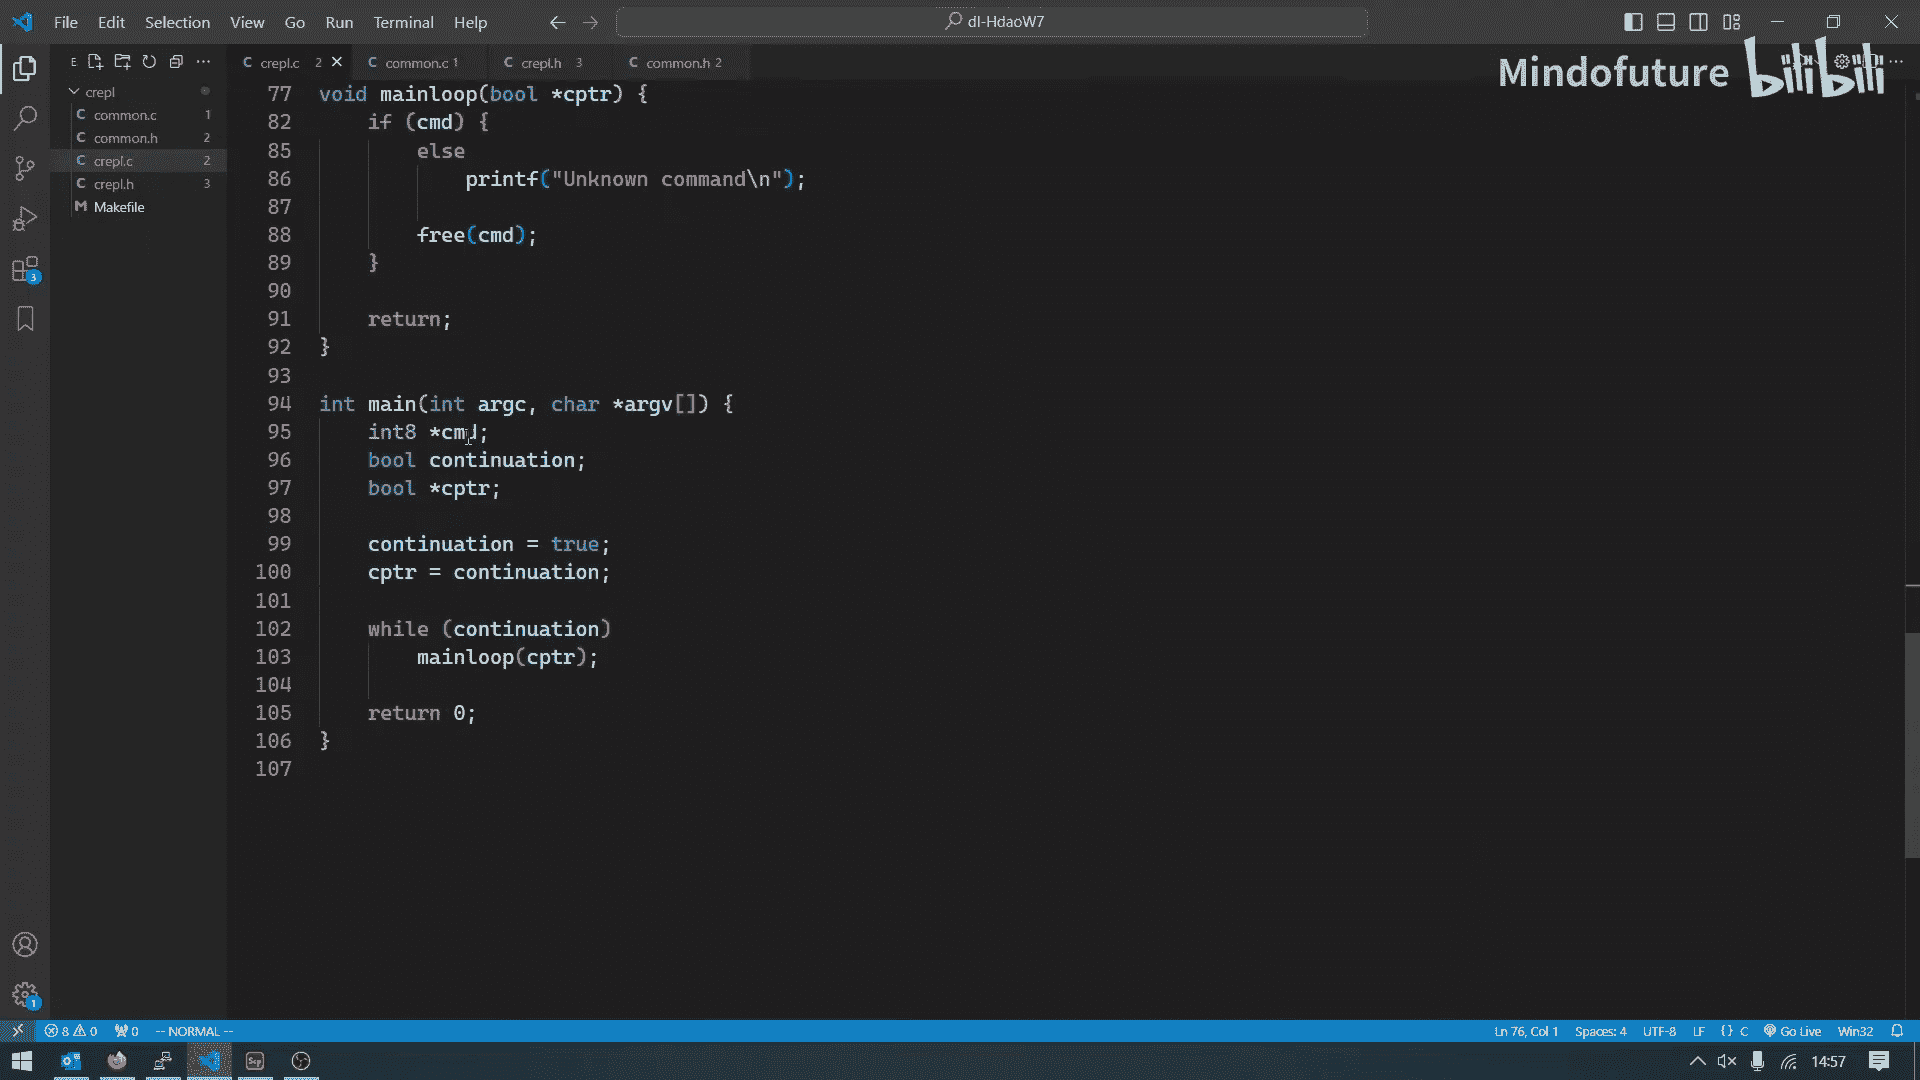 File Edit Selection View Go Run Terminal Help dl-HdaoW7
E crepl.c 2 common.c 1 crepl.h 3 common.h 2
Mindofuture bilibili
crepl
common.c 1
common.h 2
crepl.c 2
crepl.h 3
Makefile
77 void mainloop(bool *cptr) {
82 if (cmd) {
85 else
86 printf("Unknown command\n");
87
88 free(cmd);
89 }
90
91 return;
92 }
93
94 int main(int argc, char *argv[]) {
95 int8 *cmd;
96 bool continuation;
97 bool *cptr;
98
99 continuation = true;
100 cptr = continuation;
101
102 while (continuation)
103 mainloop(cptr);
104
105 return 0;
106 }
107
3
1
8 0 0 -- NORMAL -- Ln 76, Col 1 Spaces: 4 UTF-8 LF {} C Go Live Win32
14:57